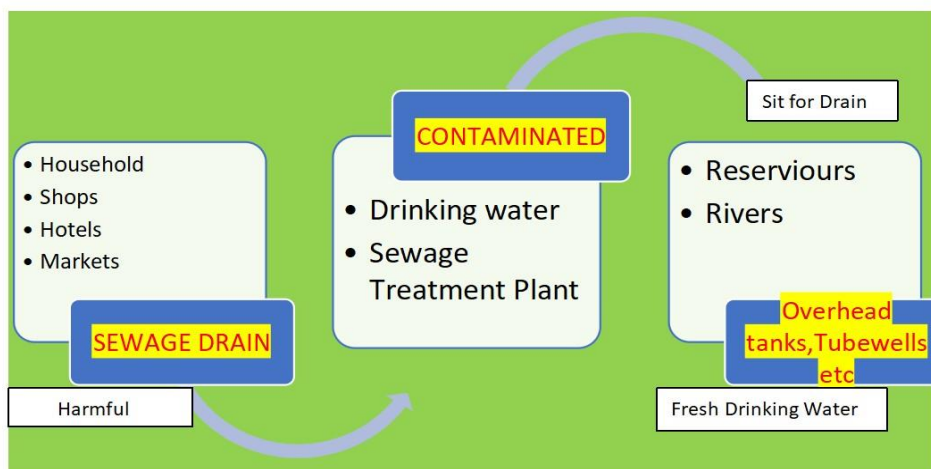 • Household
• Shops
• Hotels
• Markets
SEWAGE DRAIN
Harmful
CONTAMINATED
• Drinking water
• Sewage
Treatment Plant
Sit for Drain
• Reserviours
• Rivers
Overhead
tanks,Tubewells
etc
Fresh Drinking Water